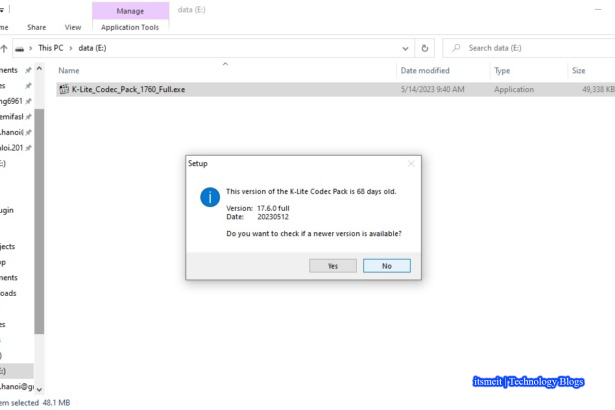 Manage
data (E:)
me
Share
View
Application Tools
This PC
data (E:)
Search data (E:)
Name
Date modified
Type
Size
K-Lite_Codec_Pack_1760_Full.exe
5/14/2023 9:40 AM
Application
49,338 KB
ments
es
ng6961
emifasl
.hanoi(
aloi.201
E:)
ugin
jects
op
ments
oads
es
)
E:)
.hanoi@g
Setup
This version of the K-Lite Codec Pack is 68 days old.
Version: 17.6.0 full
Date: 20230512
Do you want to check if a newer version is available?
Yes
No
itsmeit | Technology Blogs
em selected 48.1 MB